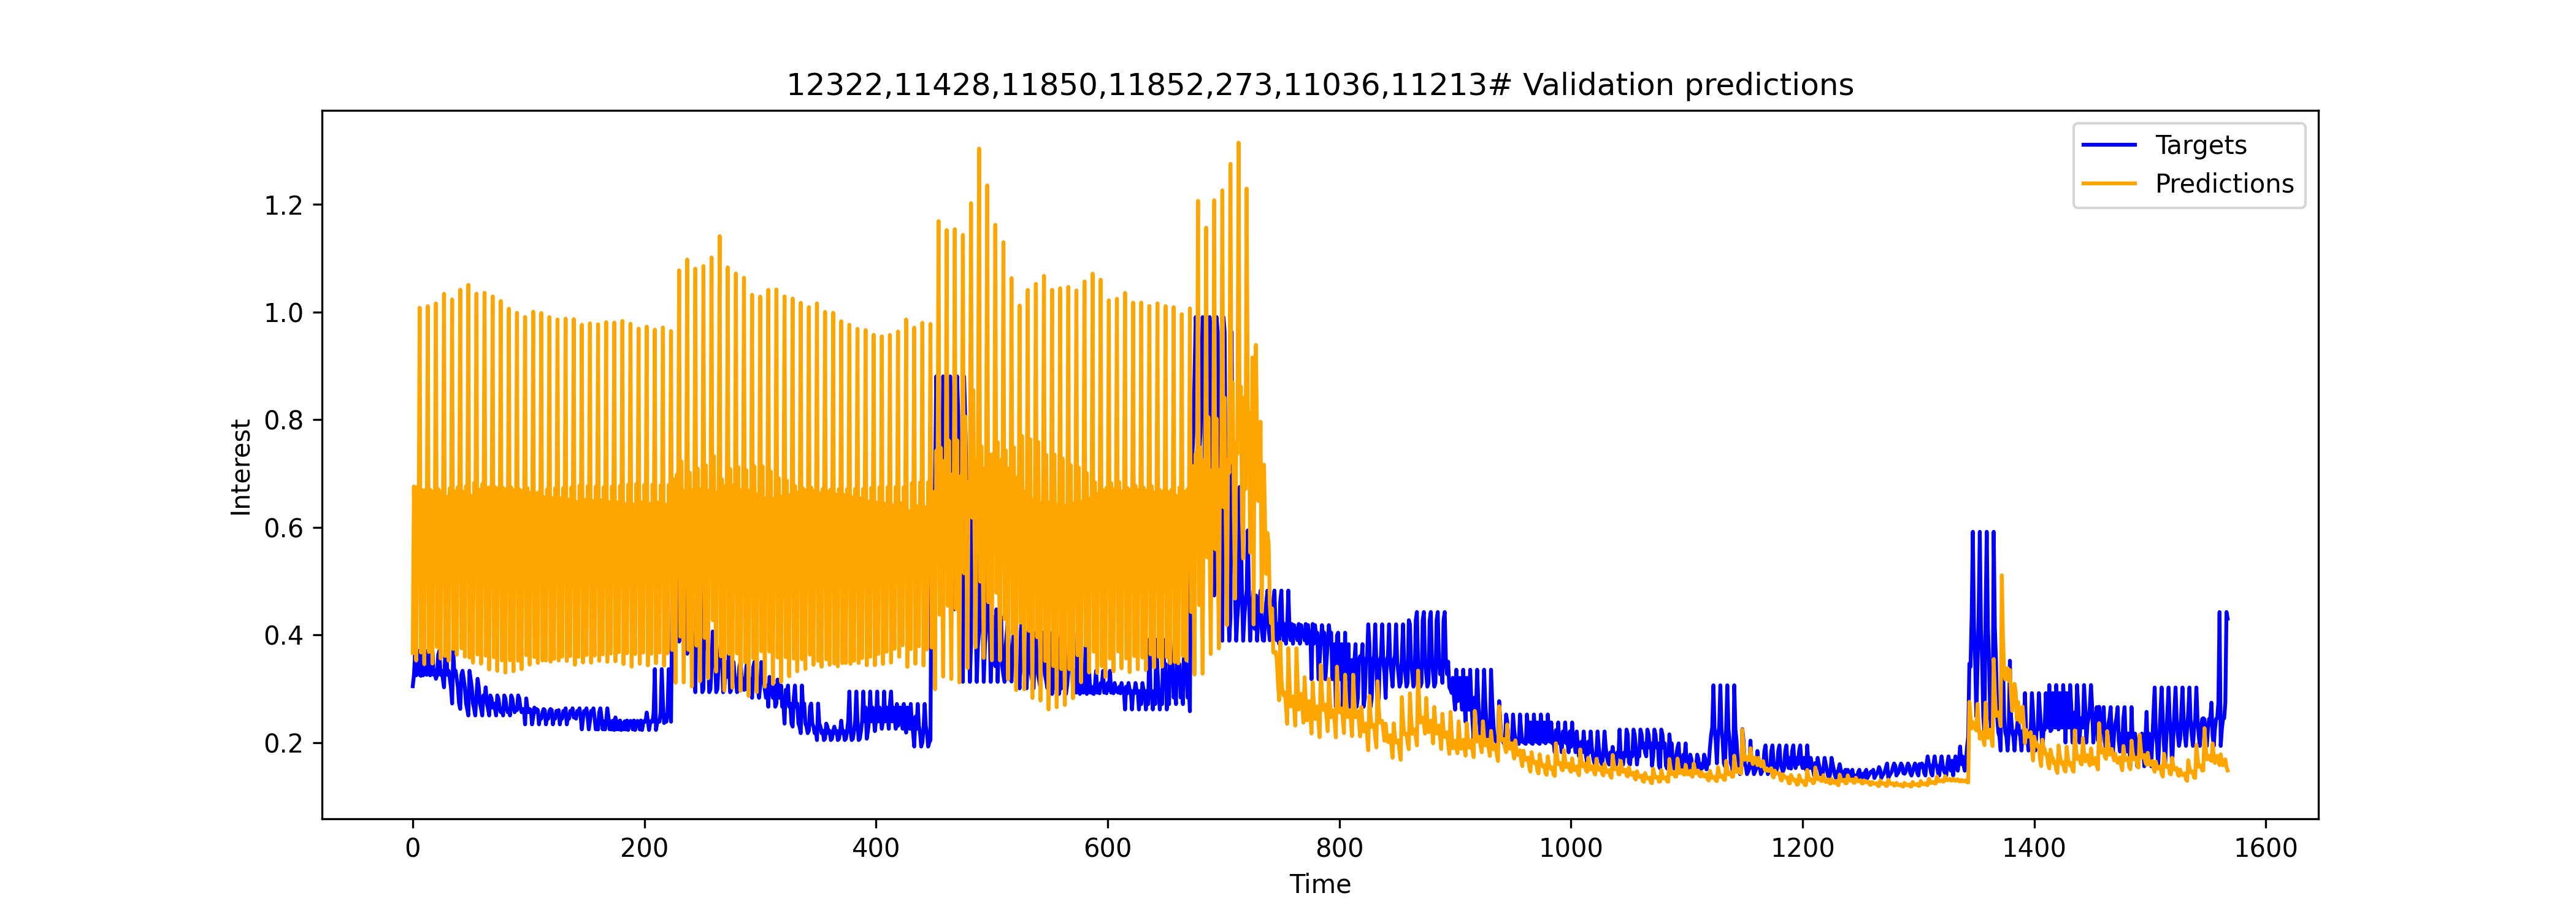 12322,11428,11850,11852,273,11036,11213# Validation predictions
Targets
Predictions
Interest
1.2
1.0
0.8
0.6
0.4
0.2
0 200 400 600 800 1000 1200 1400 1600
Time